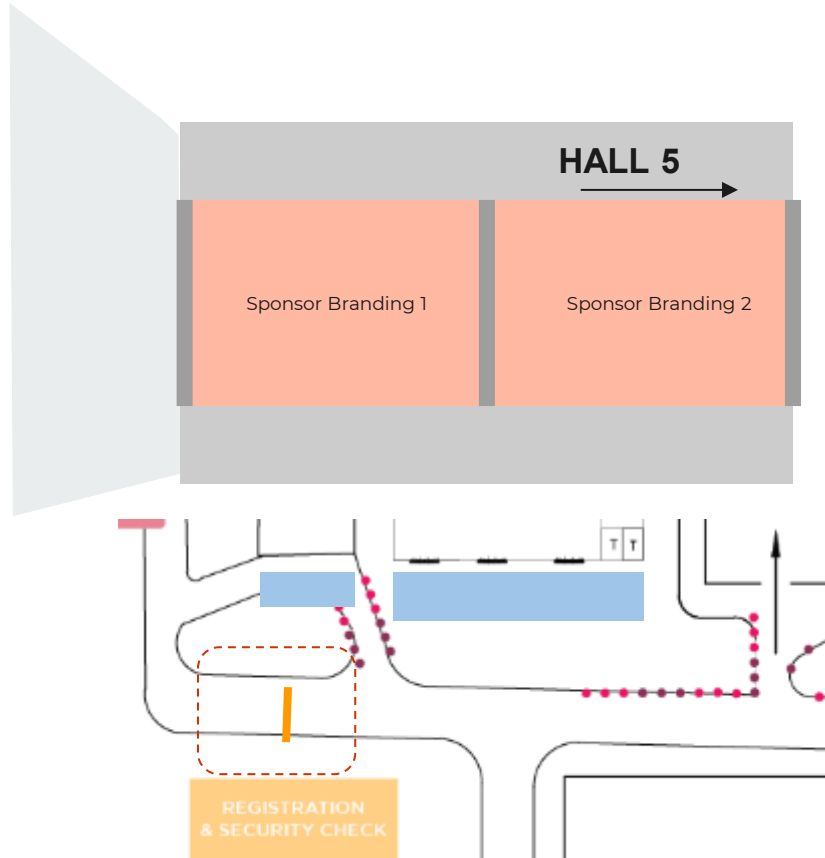 HALL 5
Sponsor Branding 1
Sponsor Branding 2
T T
REGISTRATION
& SECURITY CHECK